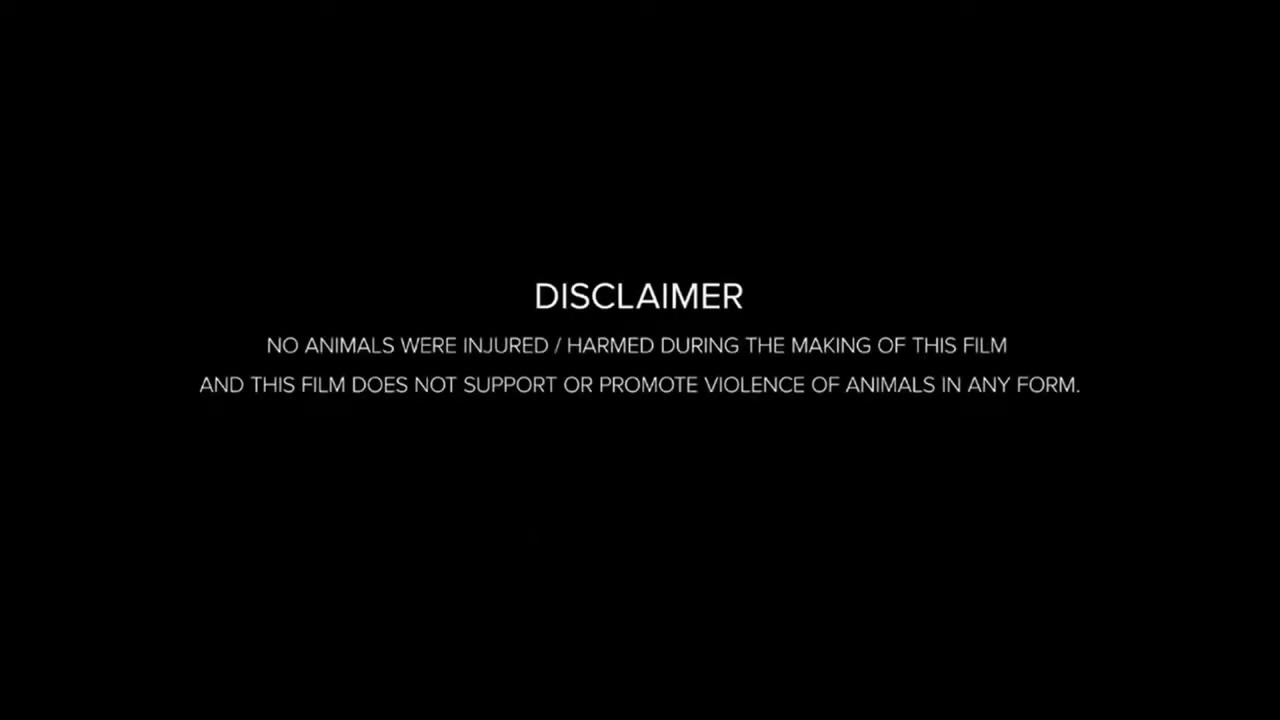 DISCLAIMER
NO ANIMALS WERE INJURED / HARMED DURING THE MAKING OF THIS FILM
AND THIS FILM DOES NOT SUPPORT OR PROMOTE VIOLENCE OF ANIMALS IN ANY FORM.